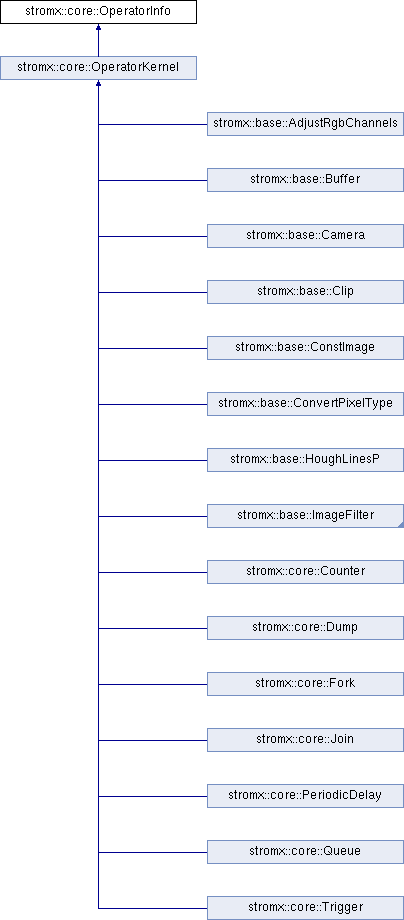 stromx::core::OperatorInfo
stromx::core::OperatorKernel
stromx::base::AdjustRgbChannels
stromx::base::Buffer
stromx::base::Camera
stromx::base::Clip
stromx::base::ConstImage
stromx::base::ConvertPixelType
stromx::base::HoughLinesP
stromx::base::ImageFilter
stromx::core::Counter
stromx::core::Dump
stromx::core::Fork
stromx::core::Join
stromx::core::PeriodicDelay
stromx::core::Queue
stromx::core::Trigger